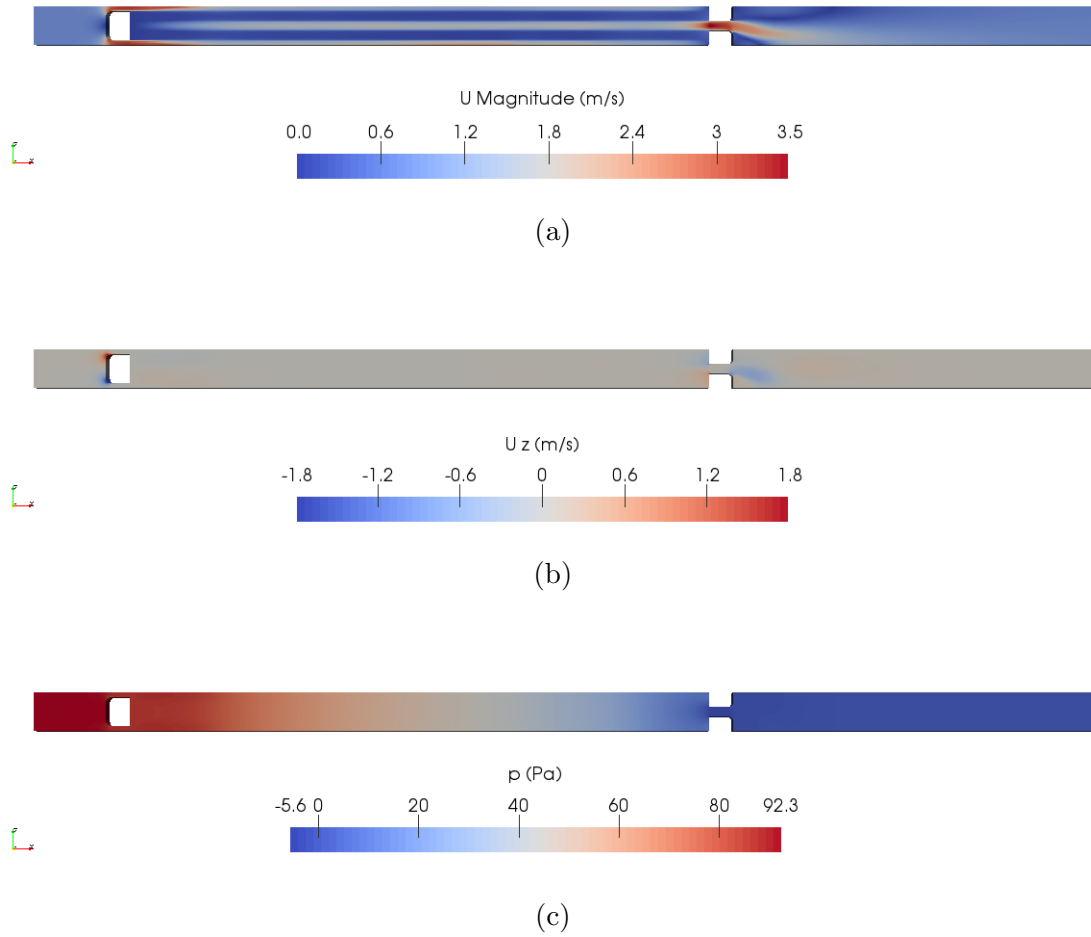 U Magnitude (m/s)
0.0 0.6 1.2 1.8 2.4 3 3.5
(a)
U z (m/s)
-1.8 -1.2 -0.6 0 0.6 1.2 1.8
(b)
p (Pa)
-5.6 0 20 40 60 80 92.3
(c)